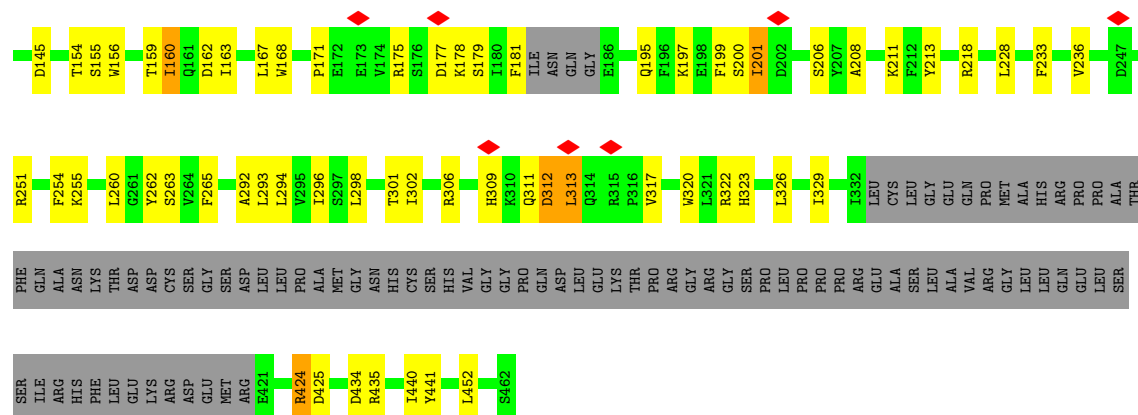 D145 T154 S155 W156 T159 I160 Q161 D162 I163 L167 W168 P171 E172 E173 V174 R175 S176 D177 K178 S179 I180 F181 ILE ASN GLN GLY E186 Q195 F196 K197 E198 F199 S200 I201 D202 S206 Y207 A208 K211 F212 Y213 R218 L228 F233 V236 D247
R251 F254 K255 L260 G261 Y262 S263 V264 F265 A292 L293 L294 V295 I296 S297 L298 T301 I302 R306 H309 K310 Q311 D312 L313 Q314 R315 P316 V317 W320 L321 R322 H323 L326 I329 I332 LEU CYS LEU GLY GLU GLN PRO MET ALA HIS ARG PRO PRO ALA THR
PHE GLN ALA ASN LYS THR ASP ASP CYS SER GLY SER ASP LEU LEU PRO ALA MET GLY ASN HIS CYS SER HIS VAL GLY GLY PRO GLN ASP LEU GLU LYS THR PRO ARG GLY ARG GLY SER PRO LEU PRO PRO PRO ARG GLU ALA SER LEU ALA VAL ARG GLY LEU LEU GLN GLU LEU SER
SER ILE ARG HIS PHE LEU GLU LYS ARG ASP GLU MET ARG E421 R424 D425 D434 R435 I440 Y441 L452 S462